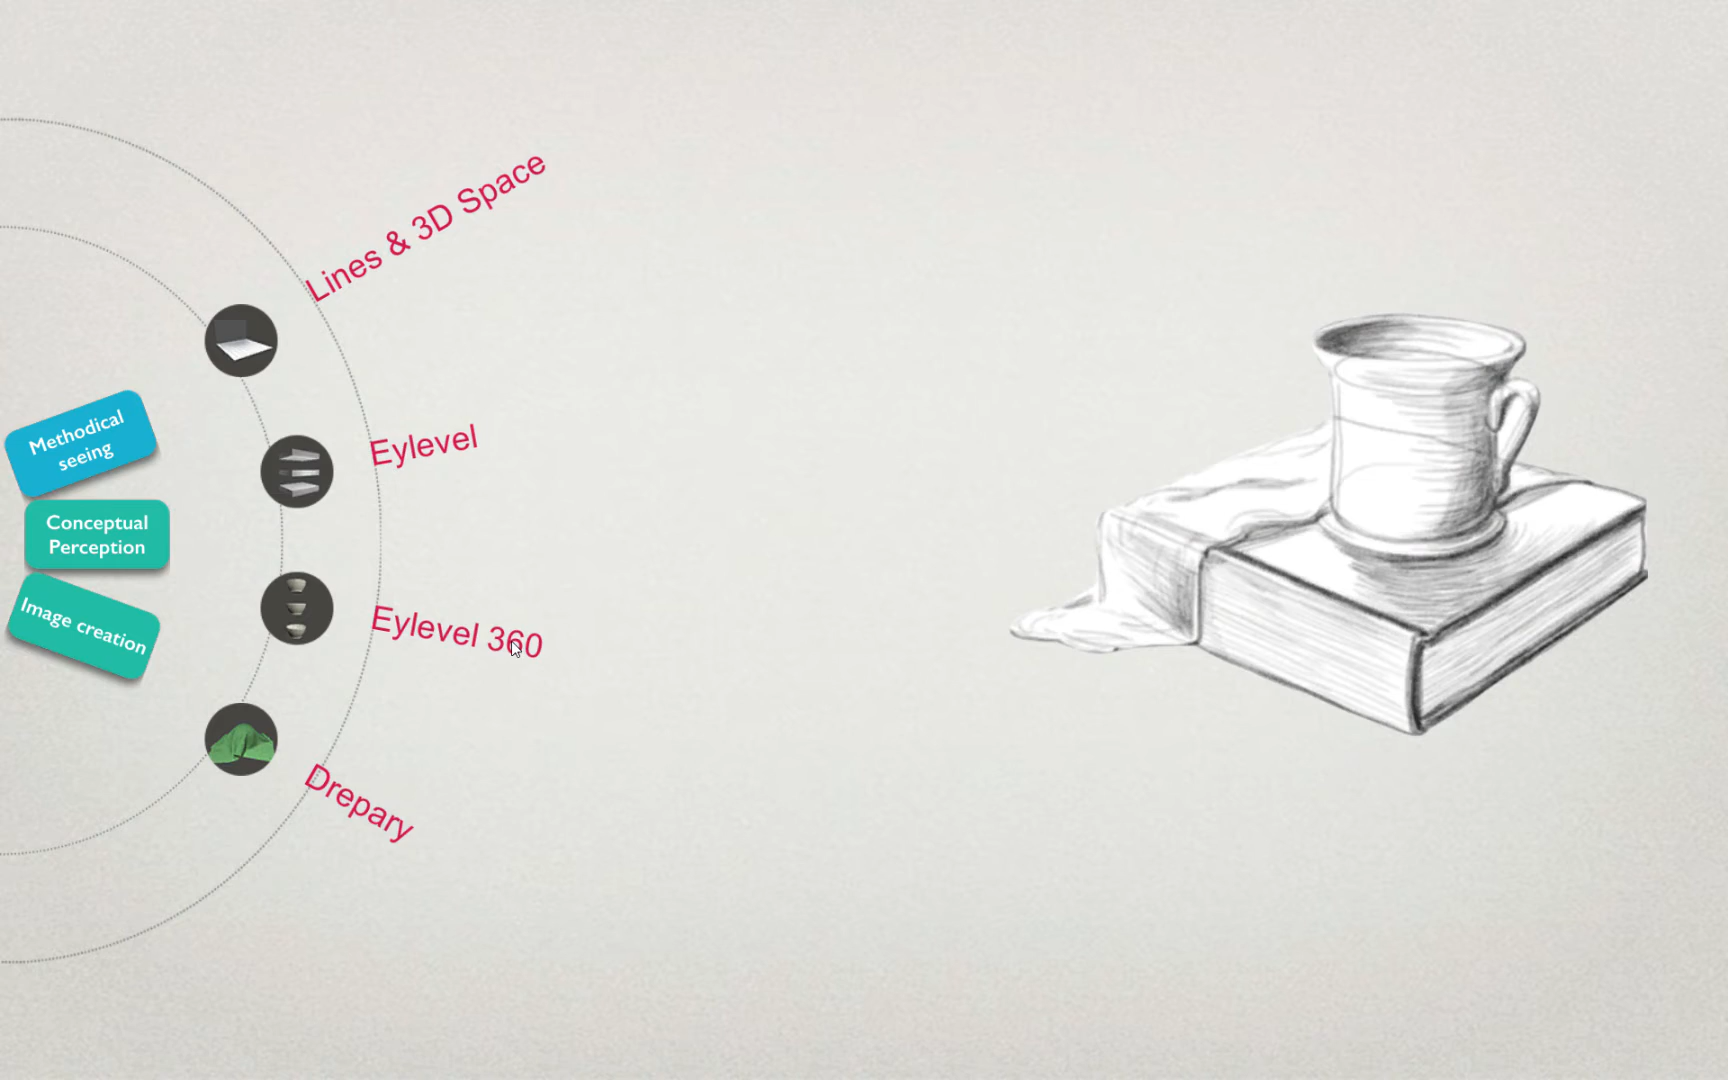 Lines & 3D Space
Methodical
seeing
Eylevel
Conceptual
Perception
Image creation
Eylevel 360
Drepary